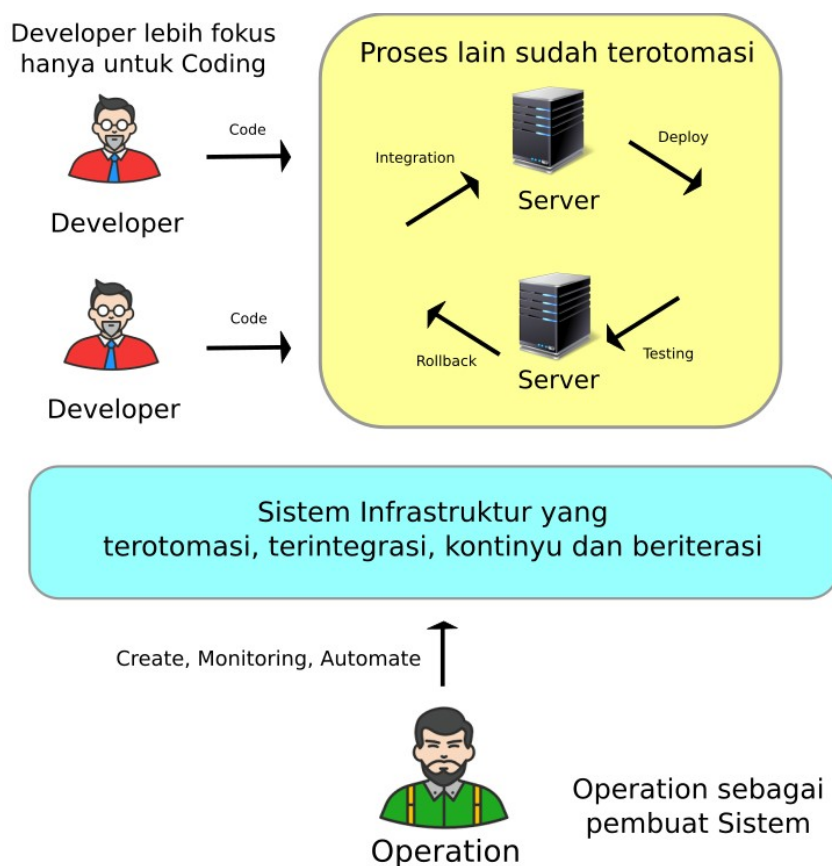 Developer lebih fokus
hanya untuk Coding
Proses lain sudah terotomasi
Code
Developer
Integration
Server
Deploy
Code
Developer
Rollback
Server
Testing
Sistem Infrastruktur yang
terotomasi, terintegrasi, kontinyu dan beriterasi
Create, Monitoring, Automate
Operation
Operation sebagai
pembuat Sistem